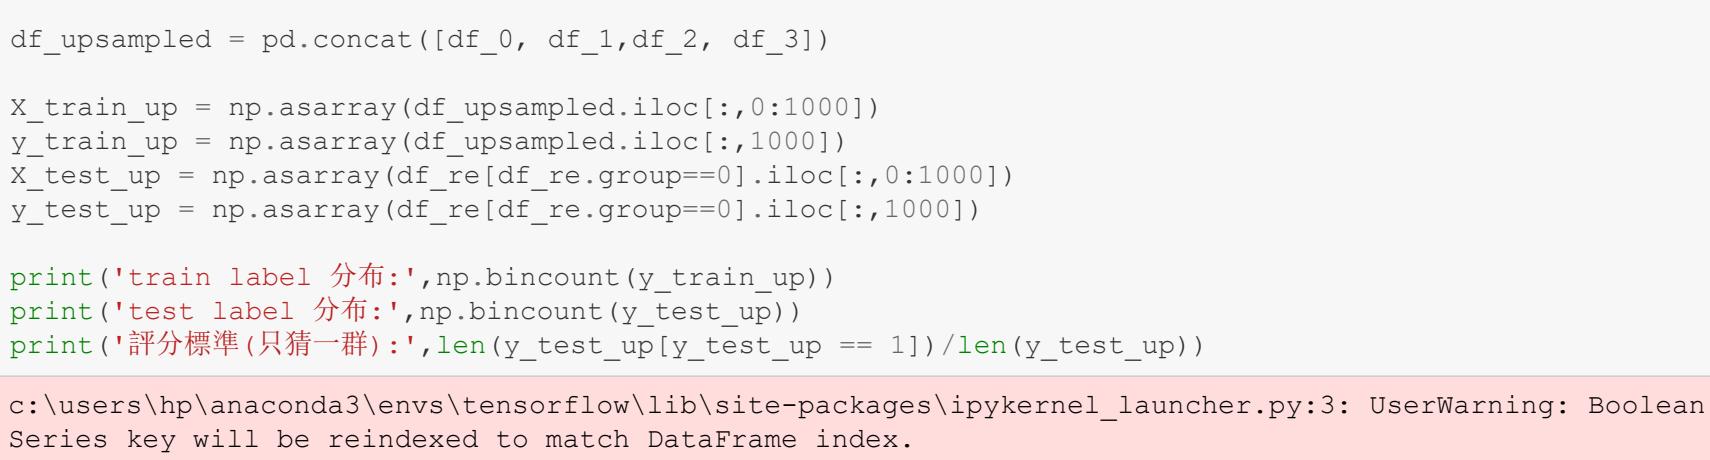 df_upsampled = pd.concat([df_0, df_1,df_2, df_3])
X_train_up = np.asarray(df_upsampled.iloc[:,0:1000])
y_train_up = np.asarray(df_upsampled.iloc[:,1000])
X_test_up = np.asarray(df_re[df_re.group==0].iloc[:,0:1000])
y_test_up = np.asarray(df_re[df_re.group==0].iloc[:,1000])
print('train label 分布:',np.bincount(y_train_up))
print('test label 分布:',np.bincount(y_test_up))
print('評分標準(只猜一群):',len(y_test_up[y_test_up == 1])/len(y_test_up))
c:\users\hp\anaconda3\envs\tensorflow\lib\site-packages\ipykernel_launcher.py:3: UserWarning: Boolean
Series key will be reindexed to match DataFrame index.